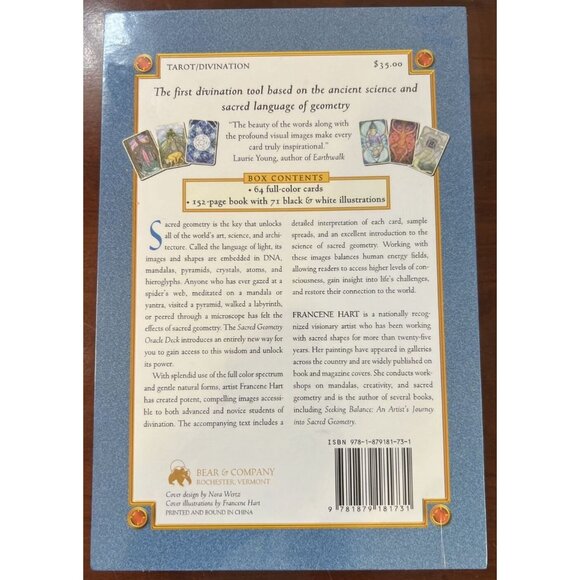 TAROT/DIVINATION
$35.00
The first divination tool based on the ancient science and
sacred language of geometry
"The beauty of the words along with
the profound visual images make every
card truly inspirational."
Laurie Young, author of Earthwalk
BOX CONTENTS
• 64 full-color cards
• 152-page book with 71 black & white illustrations
Sacred geometry is the key that unlocks
all of the world's art, science, and archi-
tecture. Called the language of light, its
images and shapes are embedded in DNA,
mandalas, pyramids, crystals, atoms, and
hieroglyphs. Anyone who has ever gazed at a
spider's web, meditated on a mandala or
yantra, visited a pyramid, walked a labyrinth,
or peered through a microscope has felt the
effects of sacred geometry. The Sacred Geometry
Oracle Deck introduces an entirely new way for
you to gain access to this wisdom and unlock
its power.
With splendid use of the full color spectrum
and gentle natural forms, artist Francene Hart
has created potent, compelling images accessi-
ble to both advanced and novice students of
divination. The accompanying text includes a
detailed interpretation of each card, sample
spreads, and an excellent introduction to the
science of sacred geometry. Working with
these images balances human energy fields,
allowing readers to access higher levels of con-
sciousness, gain insight into life's challenges,
and restore their connection to the world.
FRANCENE HART is a nationally recog-
nized visionary artist who has been working
with sacred shapes for more than twenty-five
years. Her paintings have appeared in galleries
across the country and are widely published on
book and magazine covers. She conducts work-
shops on mandalas, creativity, and sacred
geometry and is the author of several books,
including Seeking Balance: An Artist's Journey
into Sacred Geometry.
BEAR & COMPANY
ROCHESTER, VERMONT
Cover design by Nora Wertz
Cover illustrations by Francene Hart
PRINTED AND BOUND IN CHINA
ISBN 978-1-879181-73-1
9 781879 181731